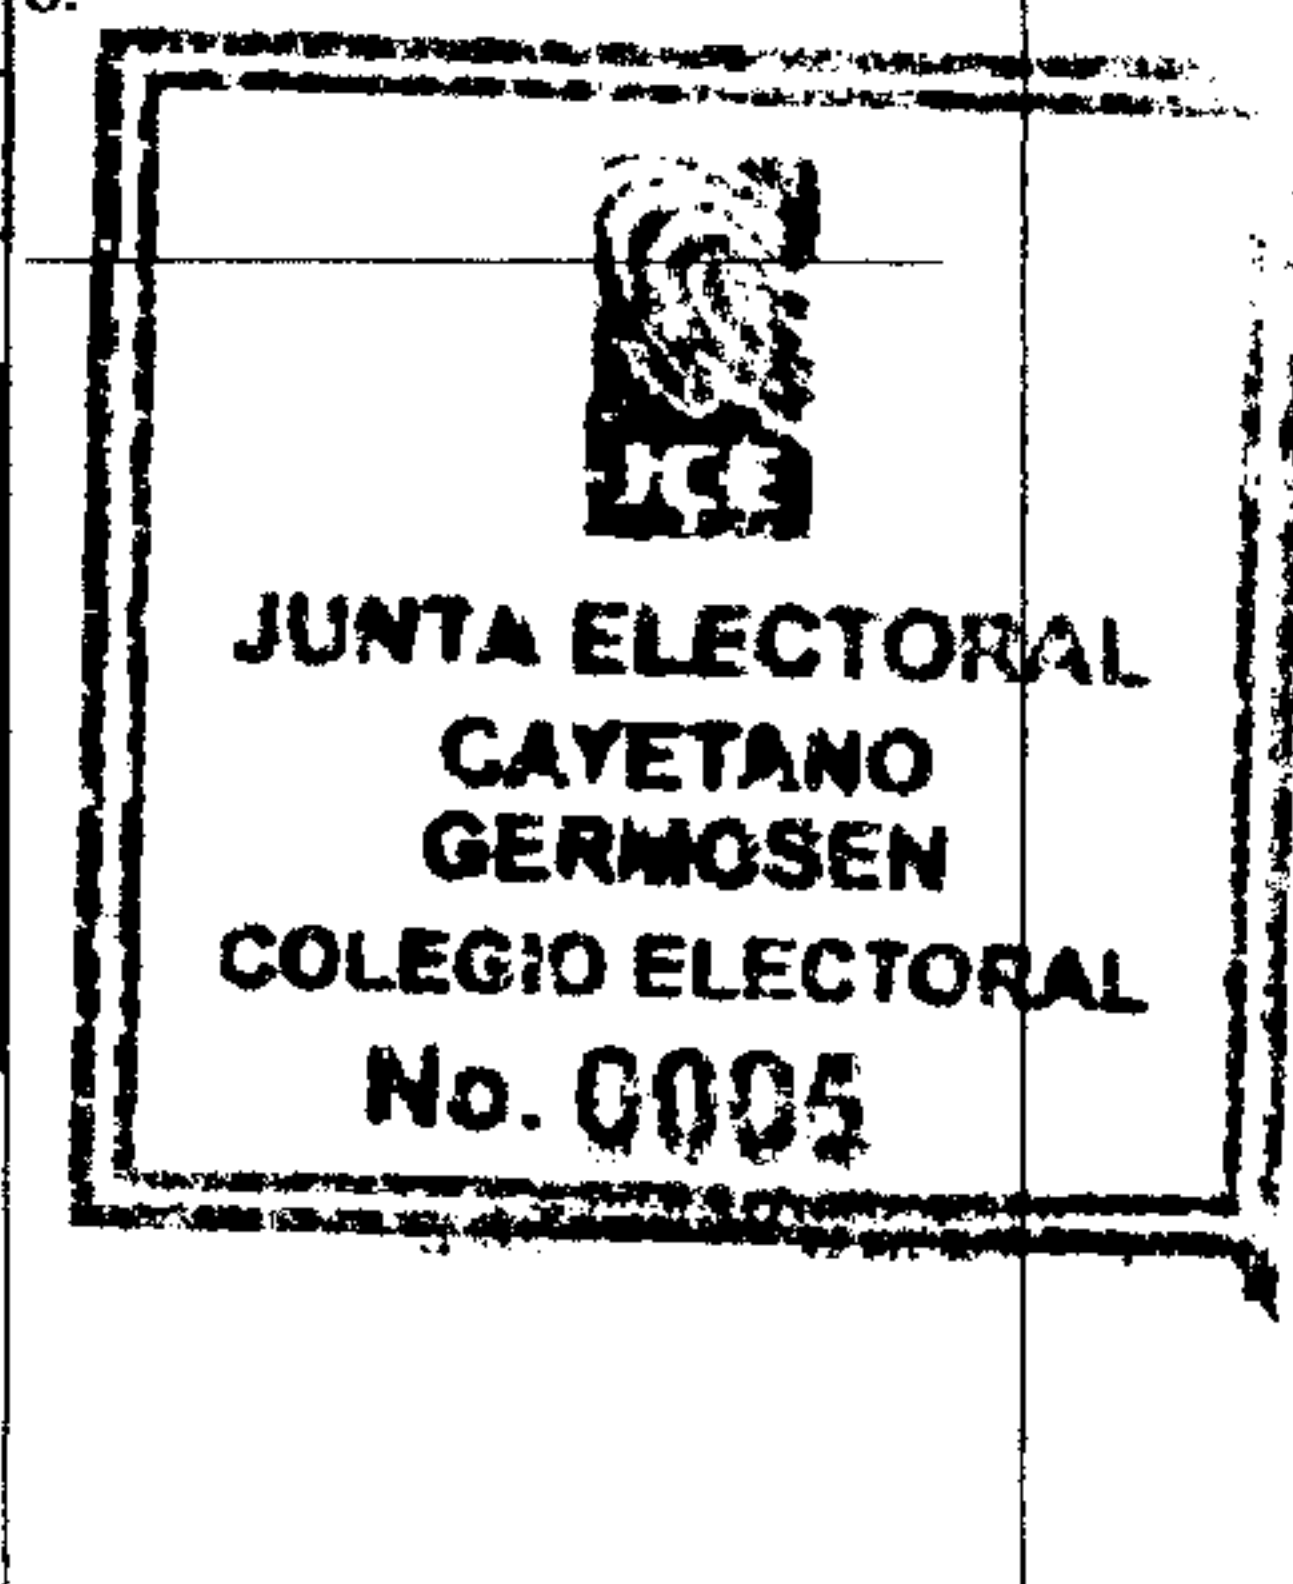 JCE
JUNTA ELECTORAL
CAYETANO
GERMOSEN
COLEGIO ELECTORAL
No. 0005